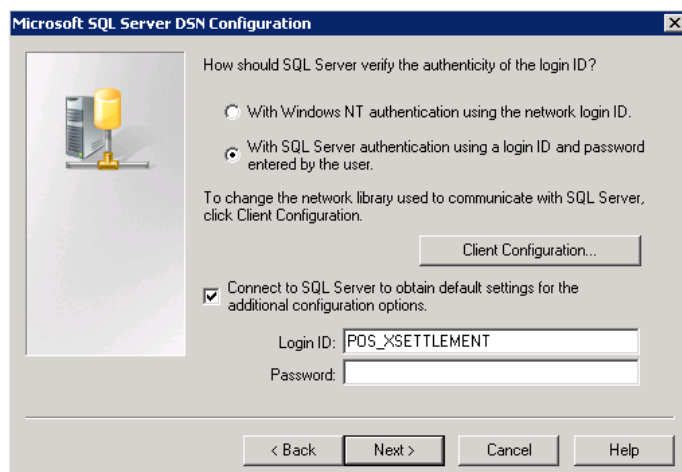 Microsoft SQL Server DSN Configuration
How should SQL Server verify the authenticity of the login ID?
With Windows NT authentication using the network login ID.
With SQL Server authentication using a login ID and password
entered by the user.
To change the network library used to communicate with SQL Server,
click Client Configuration.
Client Configuration...
Connect to SQL Server to obtain default settings for the
additional configuration options.
Login ID: POS_XSETTLEMENT
Password:
< Back Next > Cancel Help